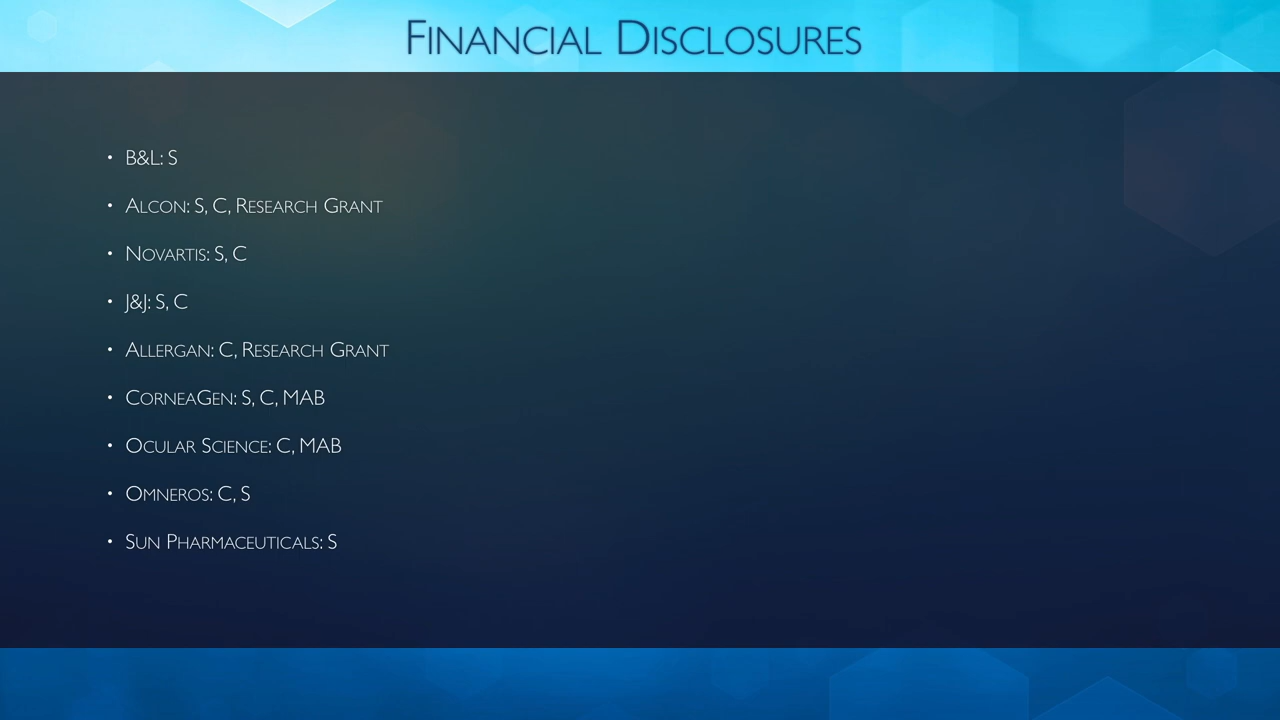 Financial Disclosures
• B&L: S
• Alcon: S, C, Research Grant
• Novartis: S, C
• J&J: S, C
• Allergan: C, Research Grant
• CorneaGen: S, C, MAB
• Ocular Science: C, MAB
• Omneros: C, S
• Sun Pharmaceuticals: S